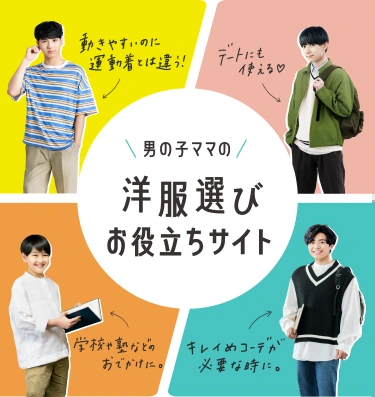 動きやすいのに
運動着とは違う!
デートにも
使える♡
男の子ママの
洋服選び
お役立ちサイト
学校や塾などの
おでかけに。
キレイめコーデが
必要な時に。